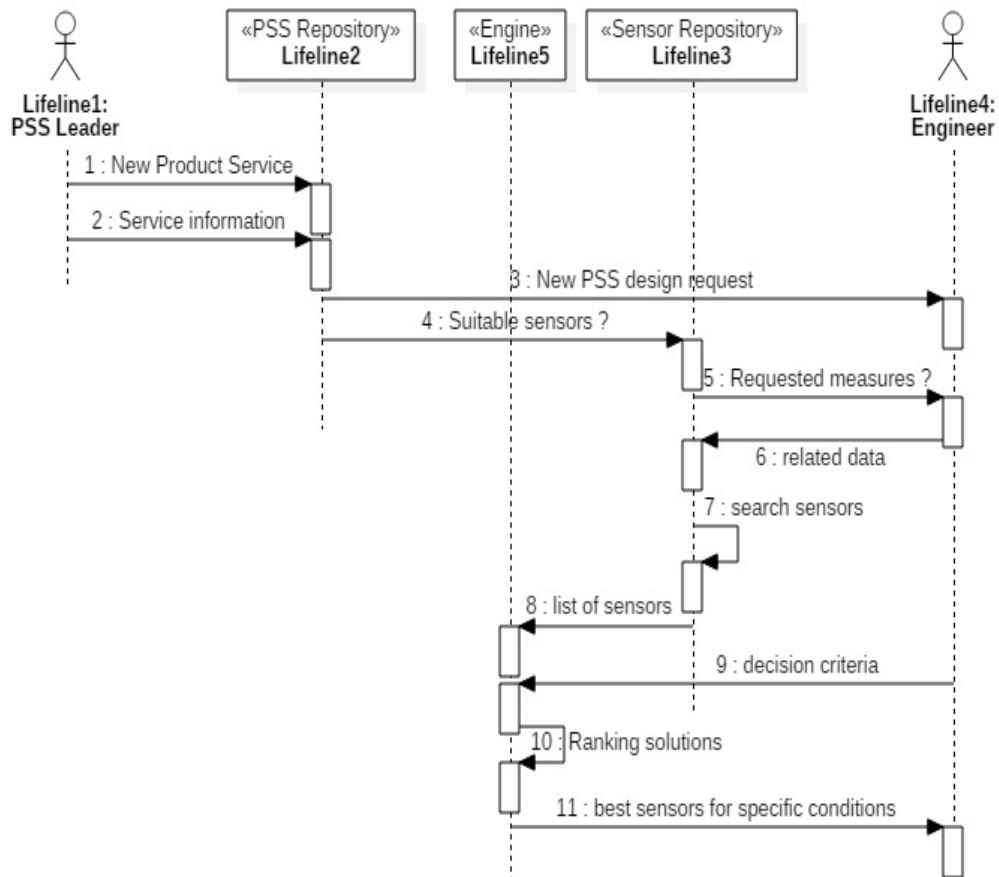 «PSS Repository»
Lifeline2
«Engine»
Lifeline5
«Sensor Repository»
Lifeline3
Lifeline1:
PSS Leader
Lifeline4:
Engineer
1 : New Product Service
2 : Service information
3 : New PSS design request
4 : Suitable sensors ?
5 : Requested measures ?
6 : related data
7 : search sensors
8 : list of sensors
9 : decision criteria
10 : Ranking solutions
11 : best sensors for specific conditions